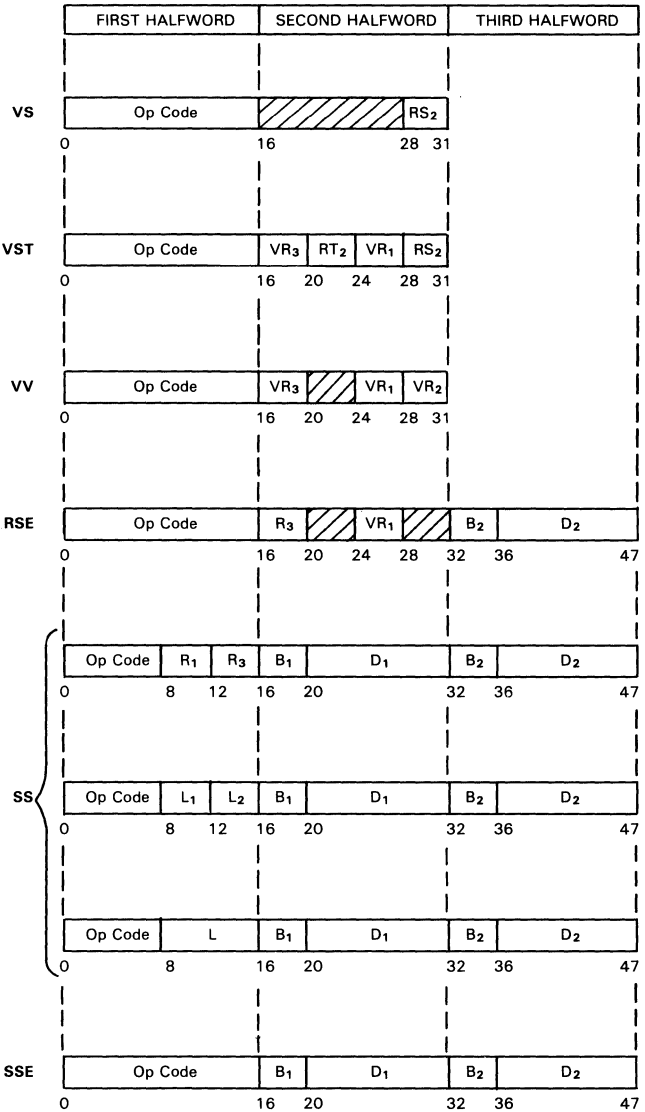 FIRST HALFWORD SECOND HALFWORD THIRD HALFWORD
VS Op Code RS2
0 16 28 31
VST Op Code VR3 RT2 VR1 RS2
0 16 20 24 28 31
VV Op Code VR3 VR1 VR2
0 16 20 24 28 31
RSE Op Code R3 VR1 B2 D2
0 16 20 24 28 32 36 47
Op Code R1 R3 B1 D1 B2 D2
0 8 12 16 20 32 36 47
SS Op Code L1 L2 B1 D1 B2 D2
0 8 12 16 20 32 36 47
Op Code L B1 D1 B2 D2
0 8 16 20 32 36 47
SSE Op Code B1 D1 B2 D2
0 16 20 32 36 47